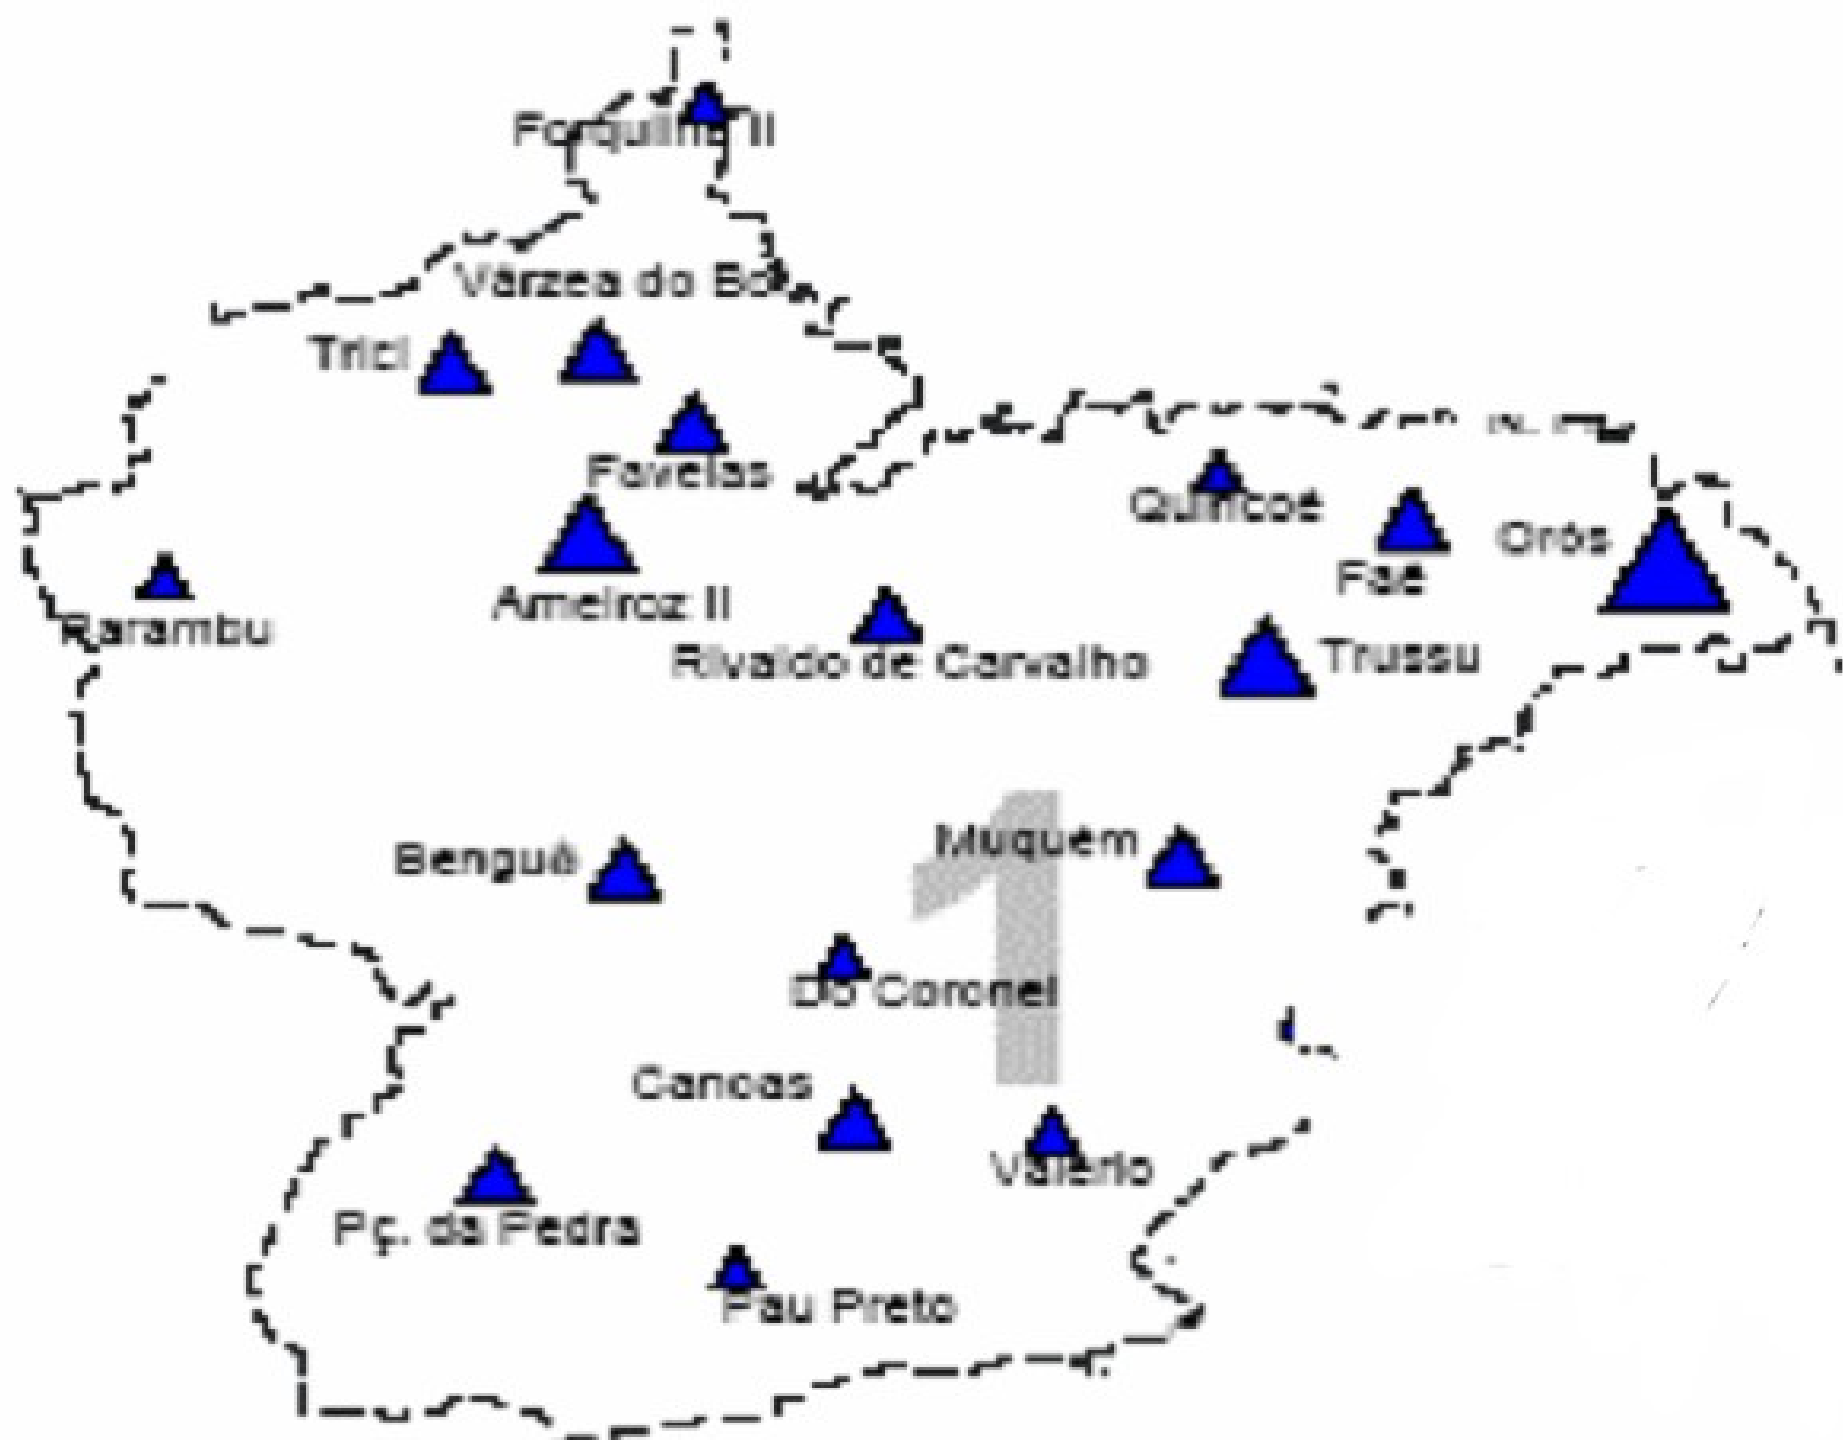 Forquilha II
Várzea do Boi
Trici
Favelas
Quincoé
Orós
Faé
Arneiroz II
Rarambu
Rivaldo de Carvalho
Trussu
1
Muquém
Benguê
Do Coronel
Canoas
Valério
Pç. da Pedra
Pau Preto